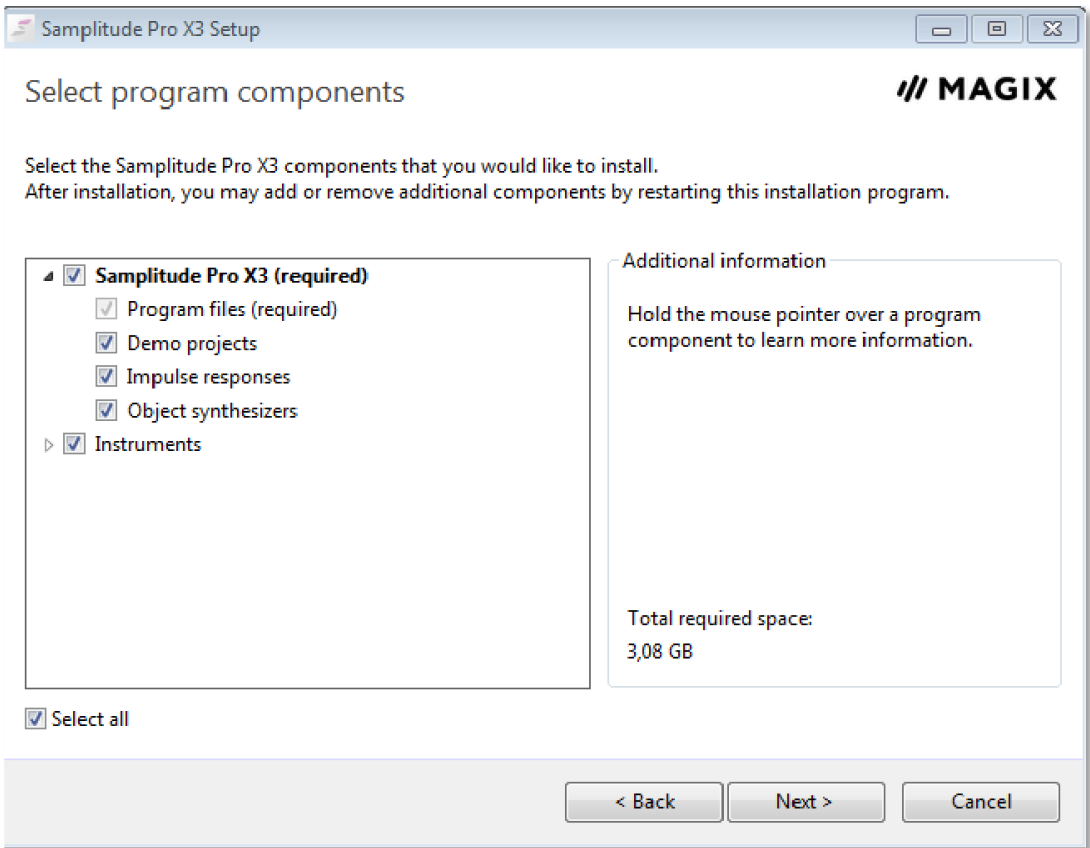 Samplitude Pro X3 Setup
Select program components
MAGIX
Select the Samplitude Pro X3 components that you would like to install.
After installation, you may add or remove additional components by restarting this installation program.
Samplitude Pro X3 (required)
Program files (required)
Demo projects
Impulse responses
Object synthesizers
Instruments
Additional information
Hold the mouse pointer over a program
component to learn more information.
Total required space:
3,08 GB
Select all
< Back
Next >
Cancel